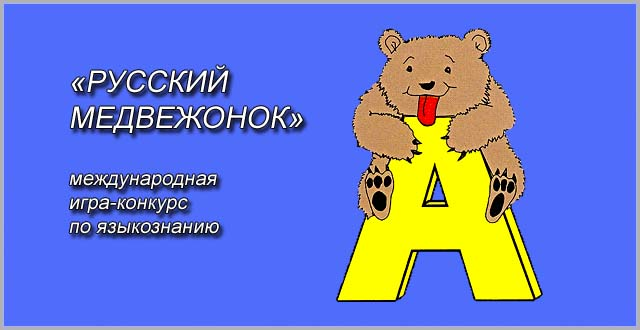 «РУССКИЙ
МЕДВЕЖОНОК»
международная
игра-конкурс
по языкознанию
А